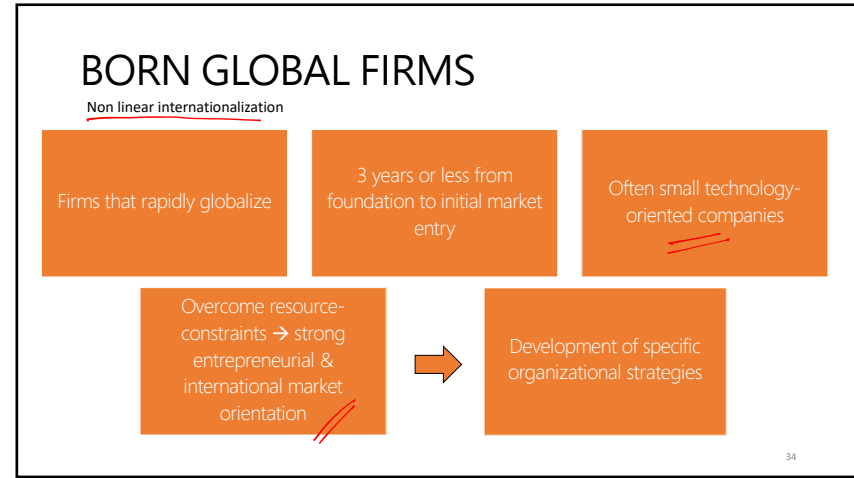 BORN GLOBAL FIRMS
Non linear internationalization
Firms that rapidly globalize
3 years or less from
foundation to initial market
entry
Often small technology-
oriented companies
Overcome resource-
constraints → strong
entrepreneurial &
international market
orientation
Development of specific
organizational strategies
34